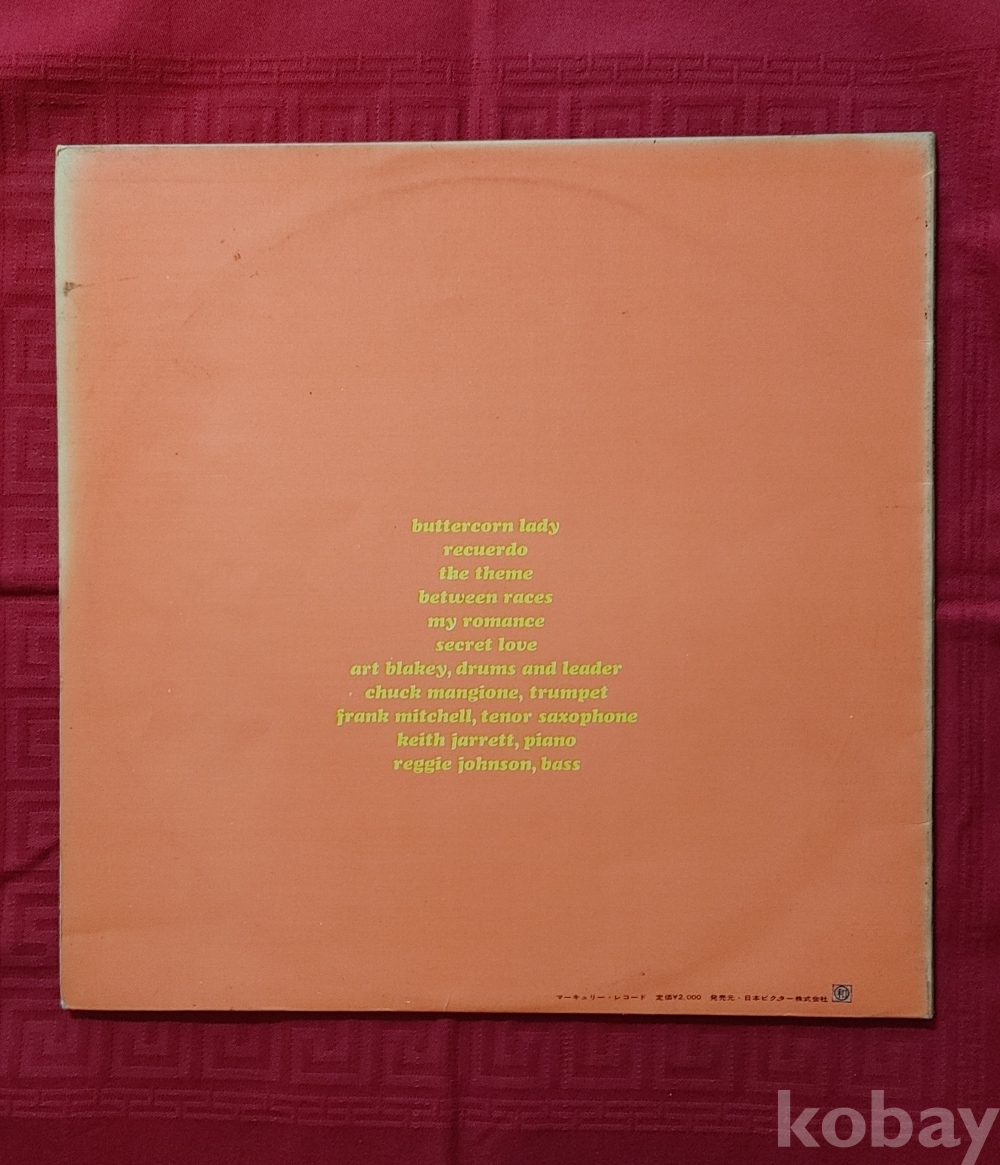 buttercorn lady
recuerdo
the theme
between races
my romance
secret love
art blakey, drums and leader
chuck mangione, trumpet
frank mitchell, tenor saxophone
keith jarrett, piano
reggie johnson, bass
マーキュリー・レコード 定価¥2,000 発売元・日本ビクター株式会社
kobay